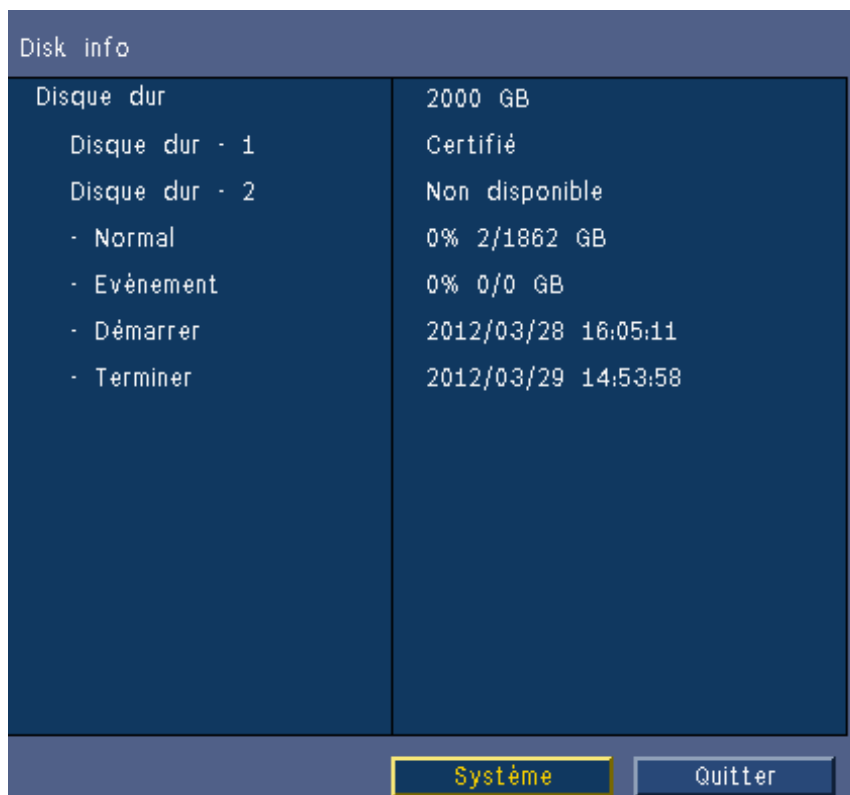 Disk info
Disque dur 2000 GB
Disque dur - 1 Certifié
Disque dur - 2 Non disponible
- Normal 0% 2/1862 GB
- Evènement 0% 0/0 GB
- Démarrer 2012/03/28 16:05:11
- Terminer 2012/03/29 14:53:58
Système Quitter